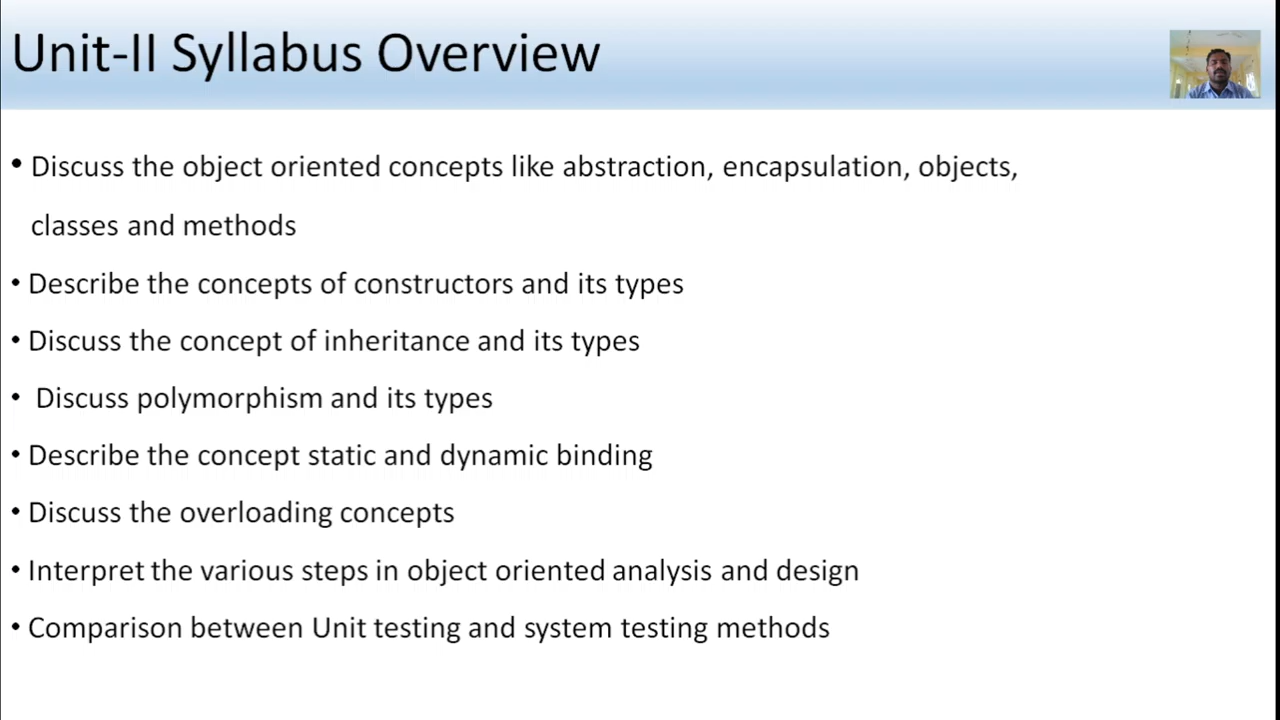 Unit-II Syllabus Overview
• Discuss the object oriented concepts like abstraction, encapsulation, objects,
classes and methods
• Describe the concepts of constructors and its types
• Discuss the concept of inheritance and its types
• Discuss polymorphism and its types
• Describe the concept static and dynamic binding
• Discuss the overloading concepts
• Interpret the various steps in object oriented analysis and design
• Comparison between Unit testing and system testing methods